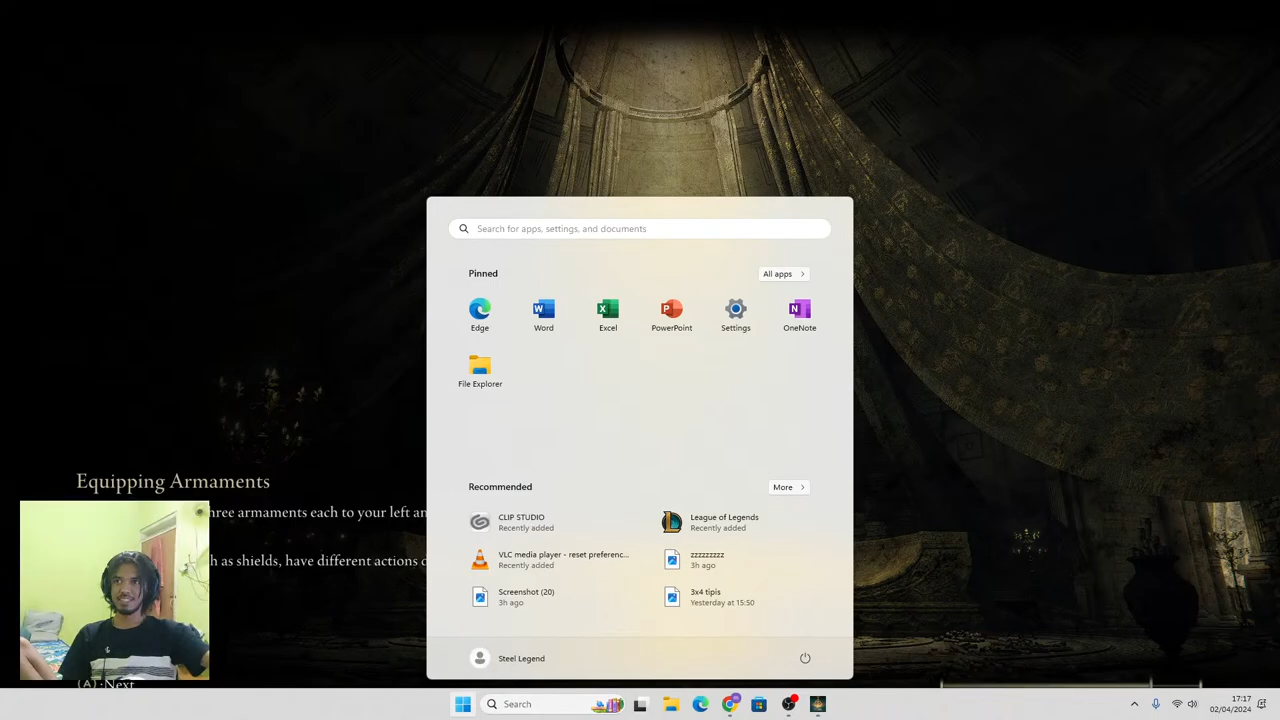 Search for apps, settings, and documents
Pinned
All apps
Edge
Word
Excel
PowerPoint
Settings
OneNote
File Explorer
Equipping Armaments
hree armaments each to your left an
h as shields, have different actions d
(A):Next
Recommended
More
CLIP STUDIO
Recently added
League of Legends
Recently added
VLC media player - reset preferenc...
Recently added
zzzzzzzzz
3h ago
Screenshot (20)
3h ago
3x4 tipis
Yesterday at 15:50
Steel Legend
Search
17:17
02/04/2024